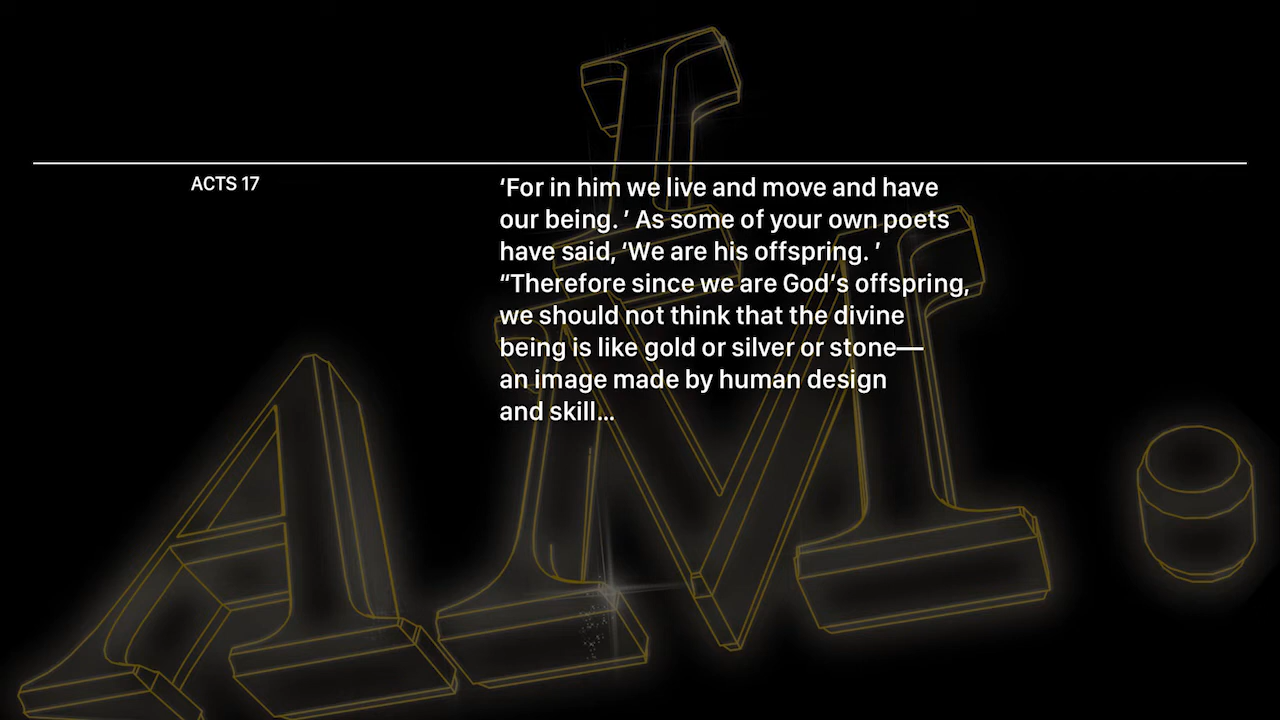 I
AM.
ACTS 17
‘For in him we live and move and have
our being. ’ As some of your own poets
have said, ‘We are his offspring. ’
“Therefore since we are God’s offspring,
we should not think that the divine
being is like gold or silver or stone—
an image made by human design
and skill...